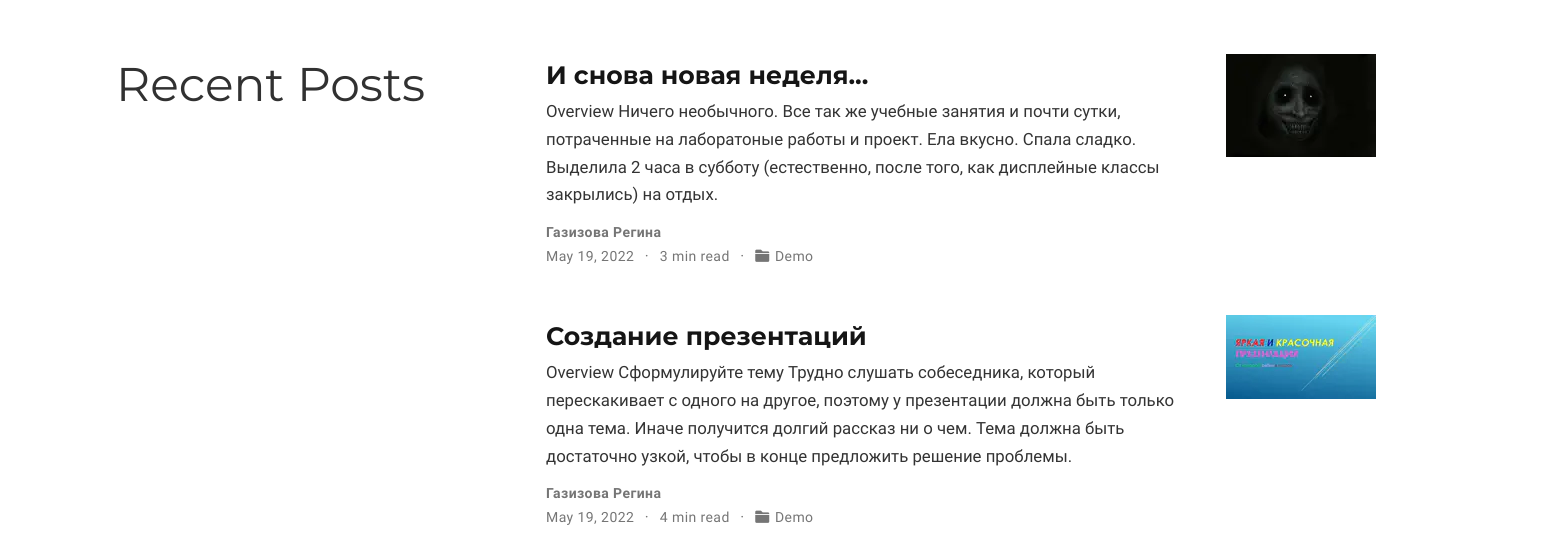 Recent Posts
И снова новая неделя...
Overview Ничего необычного. Все так же учебные занятия и почти сутки,
потраченные на лаборатоные работы и проект. Ела вкусно. Спала сладко.
Выделила 2 часа в субботу (естественно, после того, как дисплейные классы
закрылись) на отдых.
Газизова Регина
May 19, 2022 · 3 min read · Demo
Создание презентаций
Overview Сформулируйте тему Трудно слушать собеседника, который
перескакивает с одного на другое, поэтому у презентации должна быть только
одна тема. Иначе получится долгий рассказ ни о чем. Тема должна быть
достаточно узкой, чтобы в конце предложить решение проблемы.
ЯРКАЯ И КРАСОЧНАЯ
ПРЕЗЕНТАЦИЯ
Газизова Регина
May 19, 2022 · 4 min read · Demo